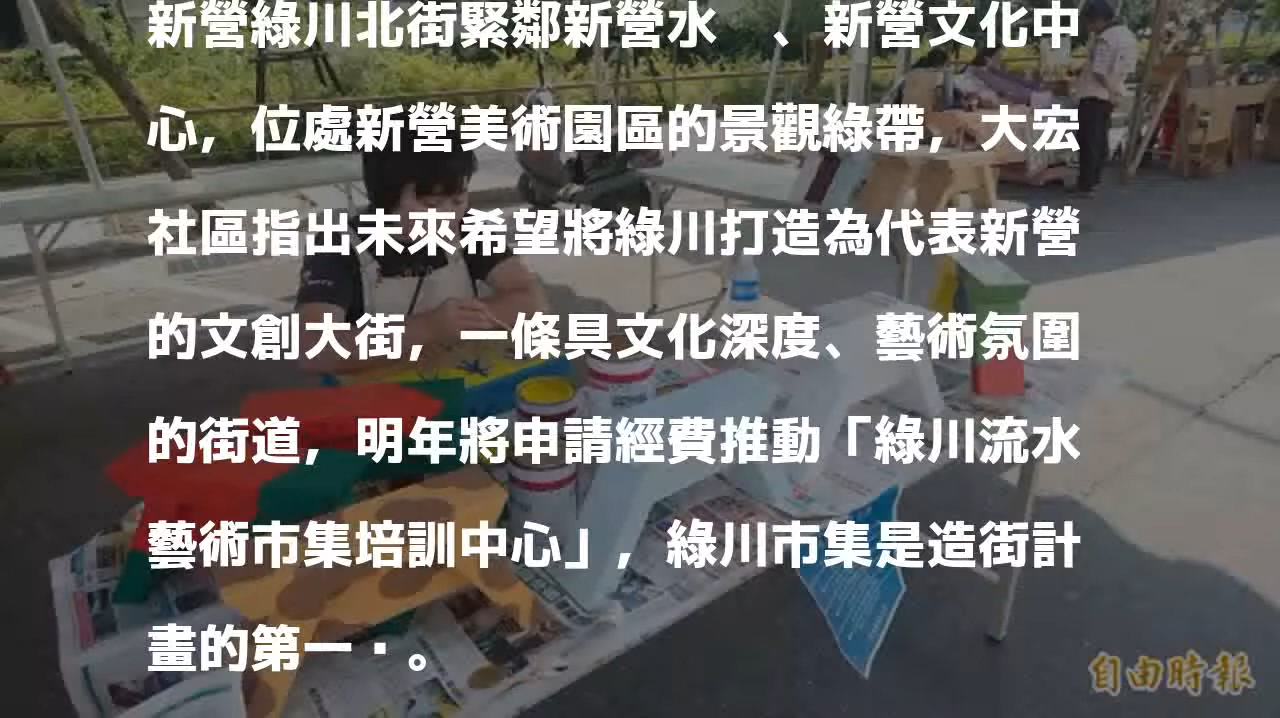 新營綠川北街緊鄰新營水　、新營文化中
心，位處新營美術園區的景觀綠帶，大宏
社區指出未來希望將綠川打造為代表新營
的文創大街，一條具文化深度、藝術氛圍
的街道，明年將申請經費推動「綠川流水
藝術市集培訓中心」，綠川市集是造街計
畫的第一・。
自由時報